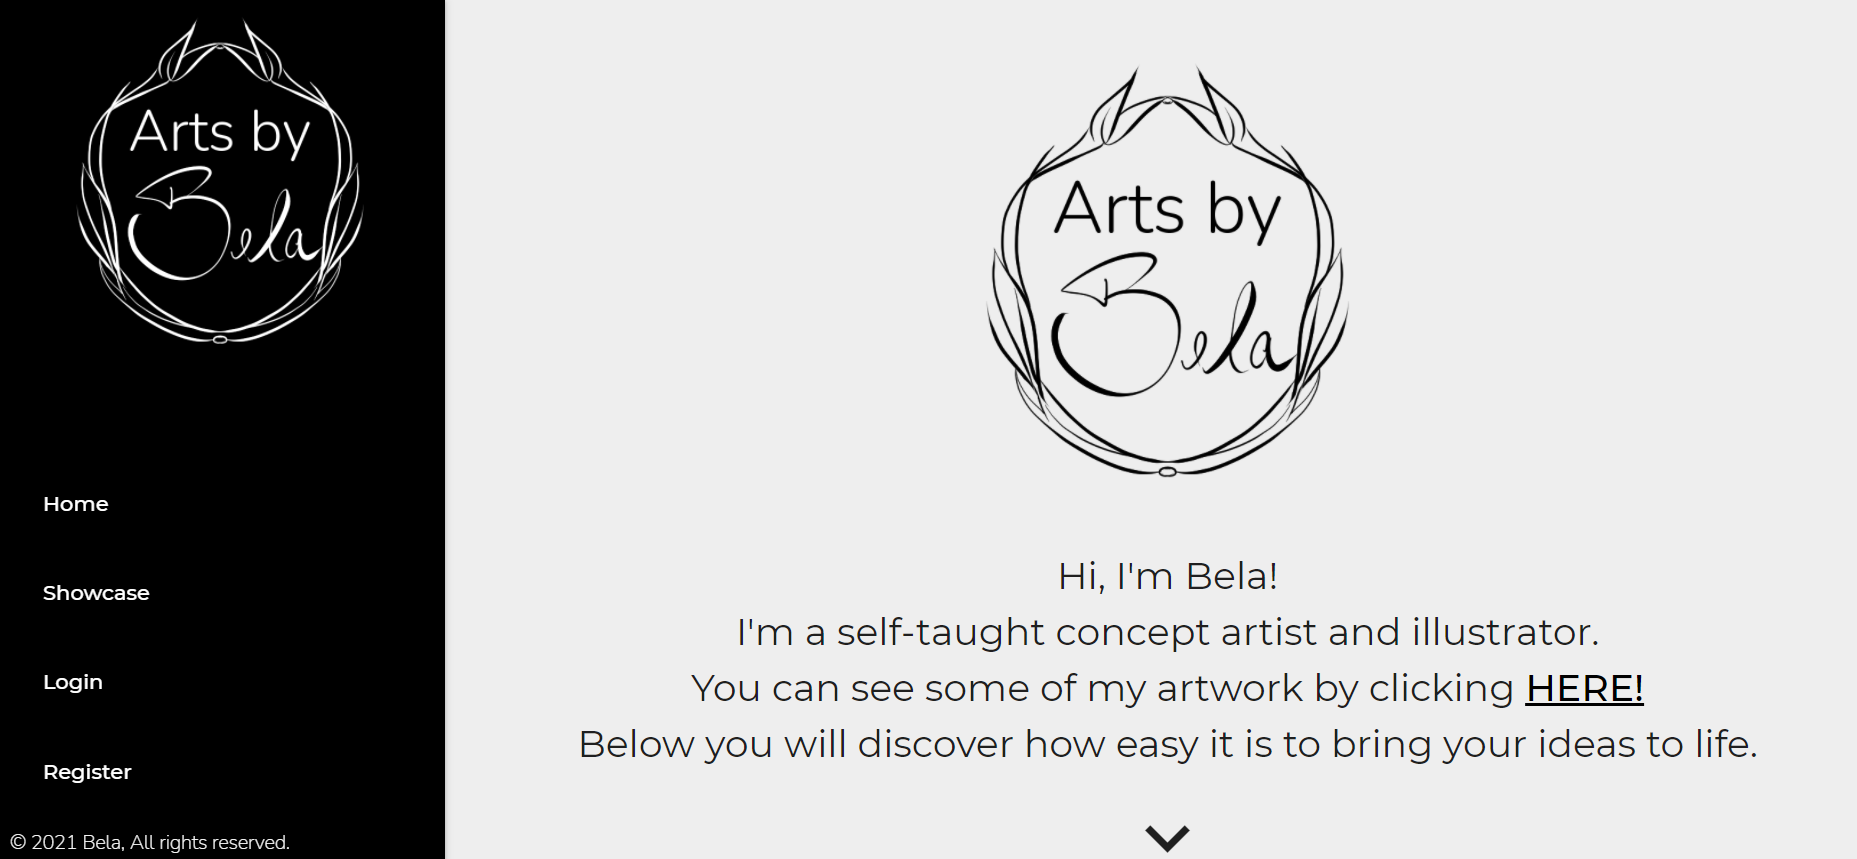 Arts by
Bela
Home
Showcase
Login
Register
© 2021 Bela, All rights reserved.
Arts by
Bela
Hi, I'm Bela!
I'm a self-taught concept artist and illustrator.
You can see some of my artwork by clicking HERE!
Below you will discover how easy it is to bring your ideas to life.